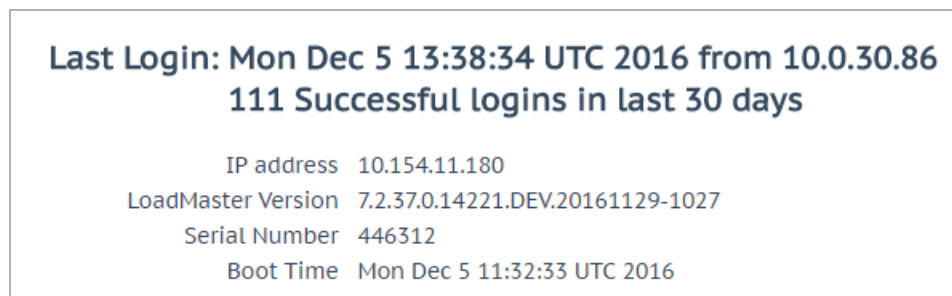 Last Login: Mon Dec 5 13:38:34 UTC 2016 from 10.0.30.86
111 Successful logins in last 30 days
IP address 10.154.11.180
LoadMaster Version 7.2.37.0.14221.DEV.20161129-1027
Serial Number 446312
Boot Time Mon Dec 5 11:32:33 UTC 2016